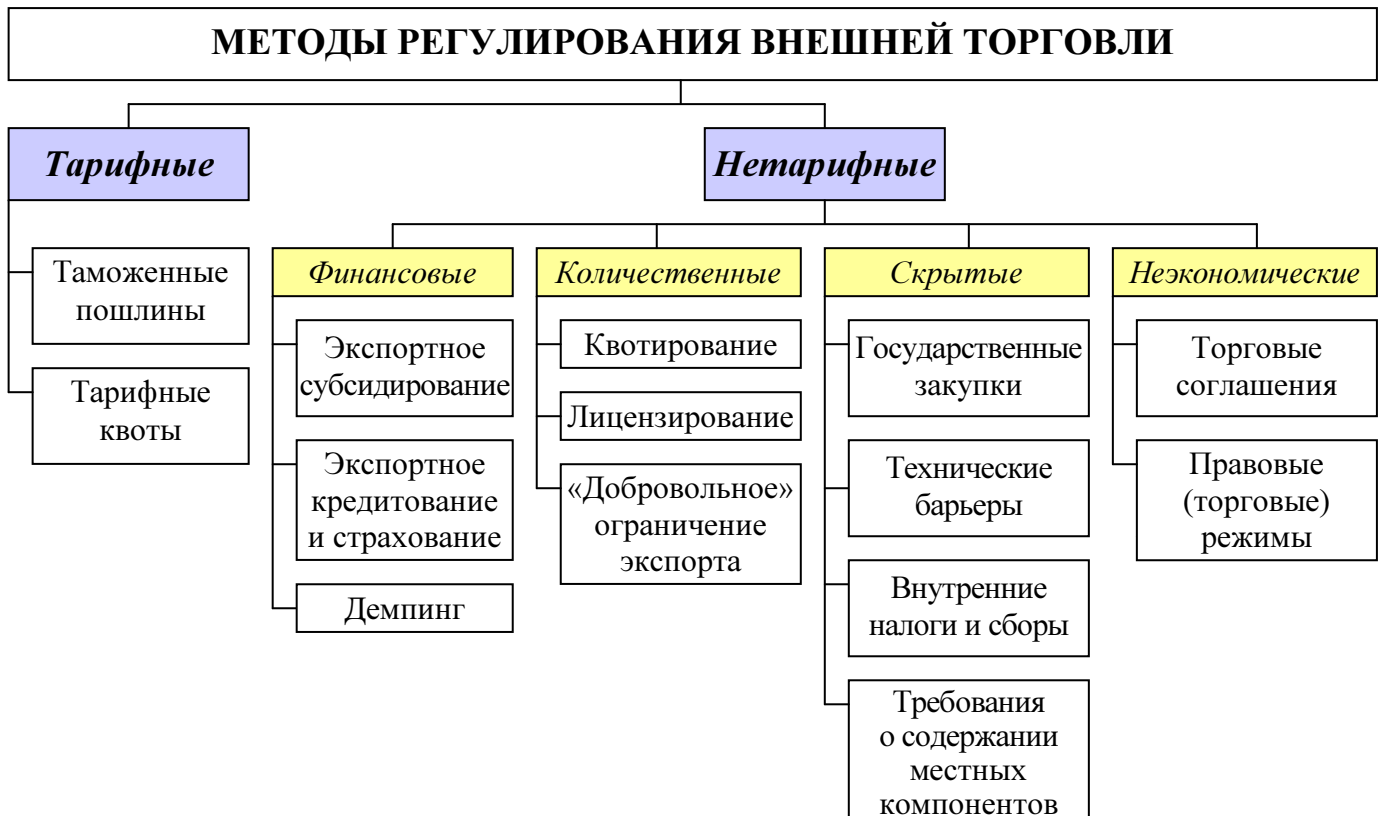 МЕТОДЫ РЕГУЛИРОВАНИЯ ВНЕШНЕЙ ТОРГОВЛИ
Тарифные
Таможенные
пошлины
Тарифные
квоты
Нетарифные
Финансовые
Экспортное
субсидирование
Экспортное
кредитование
и страхование
Демпинг
Количественные
Квотирование
Лицензирование
«Добровольное»
ограничение
экспорта
Скрытые
Государственные
закупки
Технические
барьеры
Внутренние
налоги и сборы
Требования
о содержании
местных
компонентов
Неэкономические
Торговые
соглашения
Правовые
(торговые)
режимы